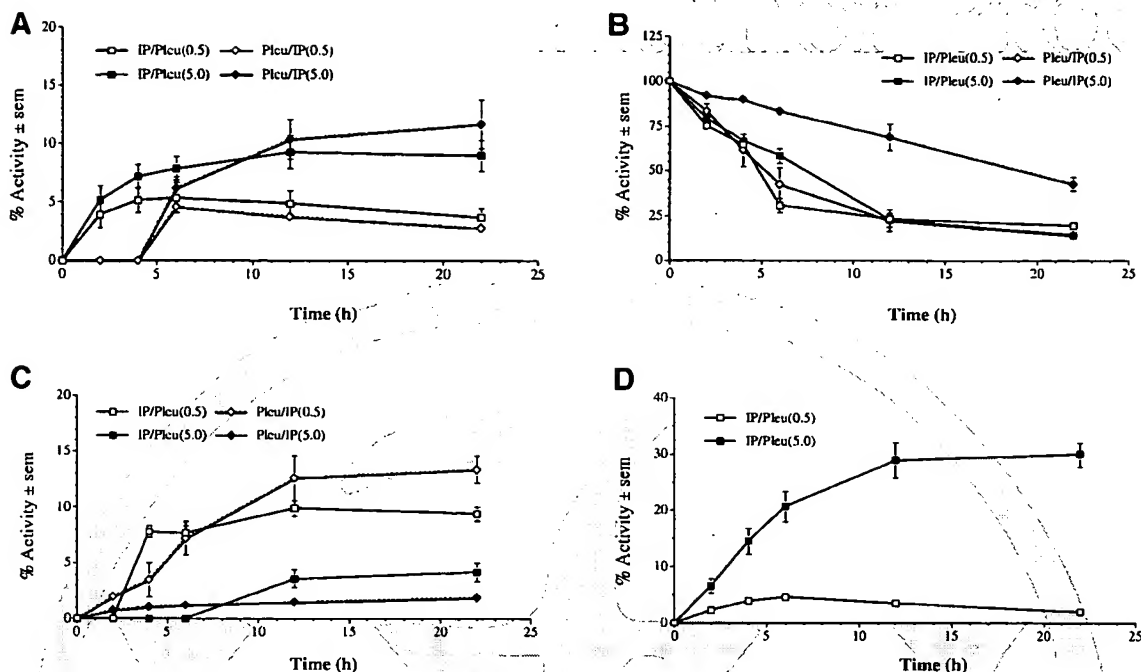 A
% Activity ± sem
20
15
10
5
0
IP/Pleu(0.5)
Pleu/IP(0.5)
IP/Pleu(5.0)
Pleu/IP(5.0)
0
5
10
15
20
25
Time (h)
B
% Activity ± sem
125
100
75
50
25
0
IP/Pleu(0.5)
Pleu/IP(0.5)
IP/Pleu(5.0)
Pleu/IP(5.0)
0
5
10
15
20
25
Time (h)
C
% Activity ± sem
20
15
10
5
0
IP/Pleu(0.5)
Pleu/IP(0.5)
IP/Pleu(5.0)
Pleu/IP(5.0)
0
5
10
15
20
25
Time (h)
D
% Activity ± sem
40
30
20
10
0
IP/Pleu(0.5)
IP/Pleu(5.0)
0
5
10
15
20
25
Time (h)